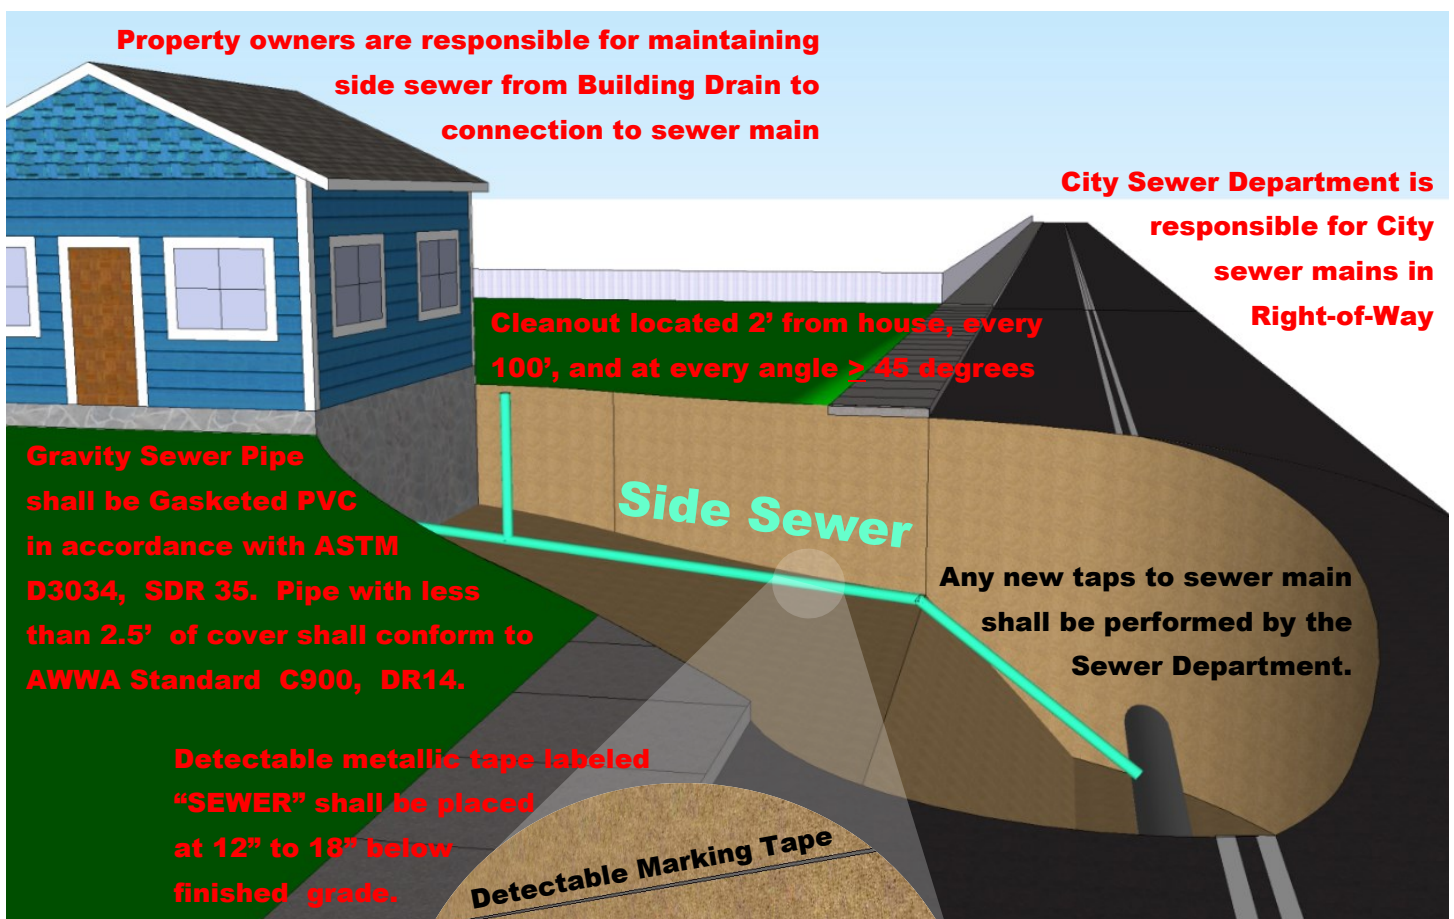 Property owners are responsible for maintaining
side sewer from Building Drain to
connection to sewer main
City Sewer Department is
responsible for City
sewer mains in
Right-of-Way
Cleanout located 2’ from house, every
100’, and at every angle ≥ 45 degrees
Gravity Sewer Pipe
shall be Gasketed PVC
in accordance with ASTM
D3034, SDR 35. Pipe with less
than 2.5’ of cover shall conform to
AWWA Standard C900, DR14.
Side Sewer
Any new taps to sewer main
shall be performed by the
Sewer Department.
Detectable metallic tape labeled
“SEWER” shall be placed
at 12” to 18” below
finished grade.
Detectable Marking Tape